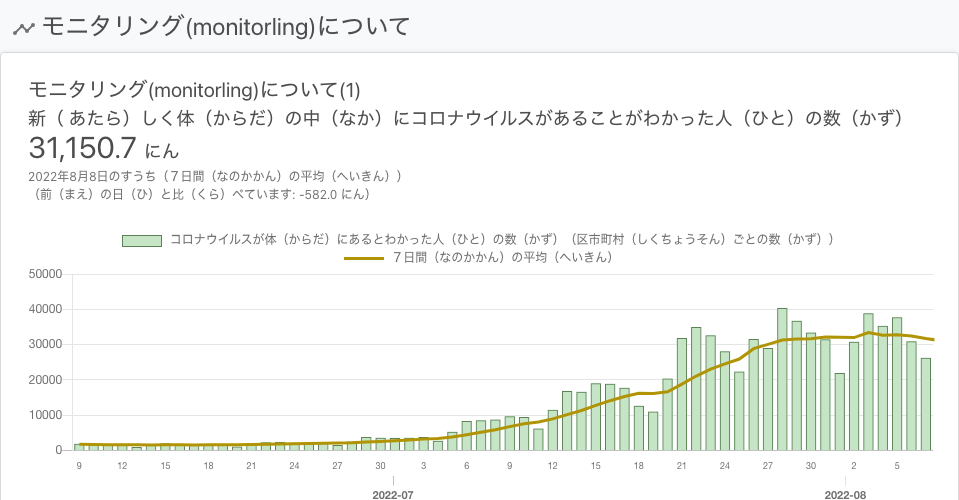 モニタリング(monitorling)について
モニタリング(monitorling)について(1)
新（ あたら）しく体（からだ）の中（なか）にコロナウイルスがあることがわかった人（ひと）の数（かず）
31,150.7 にん
2022年8月8日のすうち（７日間（なのかかん）の平均（へいきん））
（前（まえ）の日（ひ）と比（くら）べています: -582.0 にん）
コロナウイルスが体（からだ）にあるとわかった人（ひと）の数（かず）（区市町村（しくちょうそん）ごとの数（かず））
７日間（なのかかん）の平均（へいきん）
50000
40000
30000
20000
10000
0
9 12 15 18 21 24 27 30 3 6 9 12 15 18 21 24 27 30 2 5
2022-07 2022-08